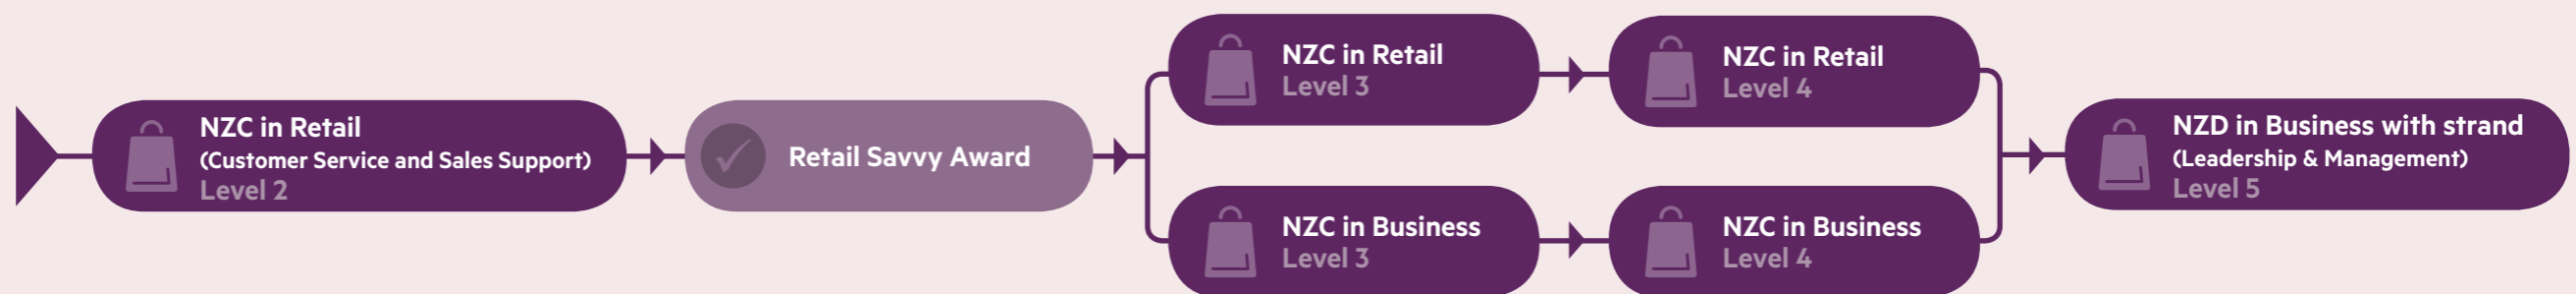 NZC in Retail
(Customer Service and Sales Support)
Level 2
Retail Savvy Award
NZC in Retail
Level 3
NZC in Retail
Level 4
NZC in Business
Level 3
NZC in Business
Level 4
NZD in Business with strand
(Leadership & Management)
Level 5